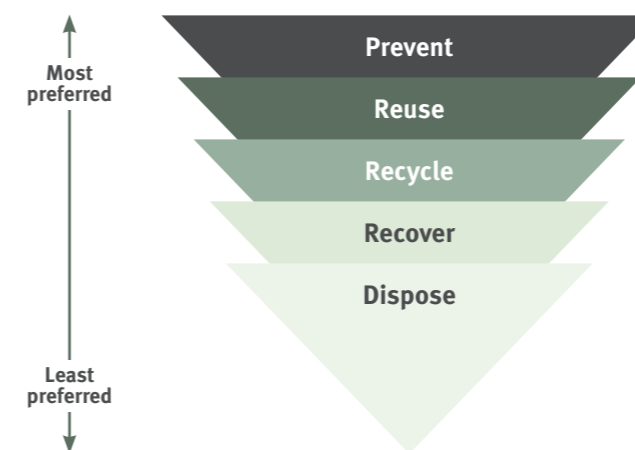 Most
preferred
Prevent
Reuse
Recycle
Recover
Dispose
Least
preferred